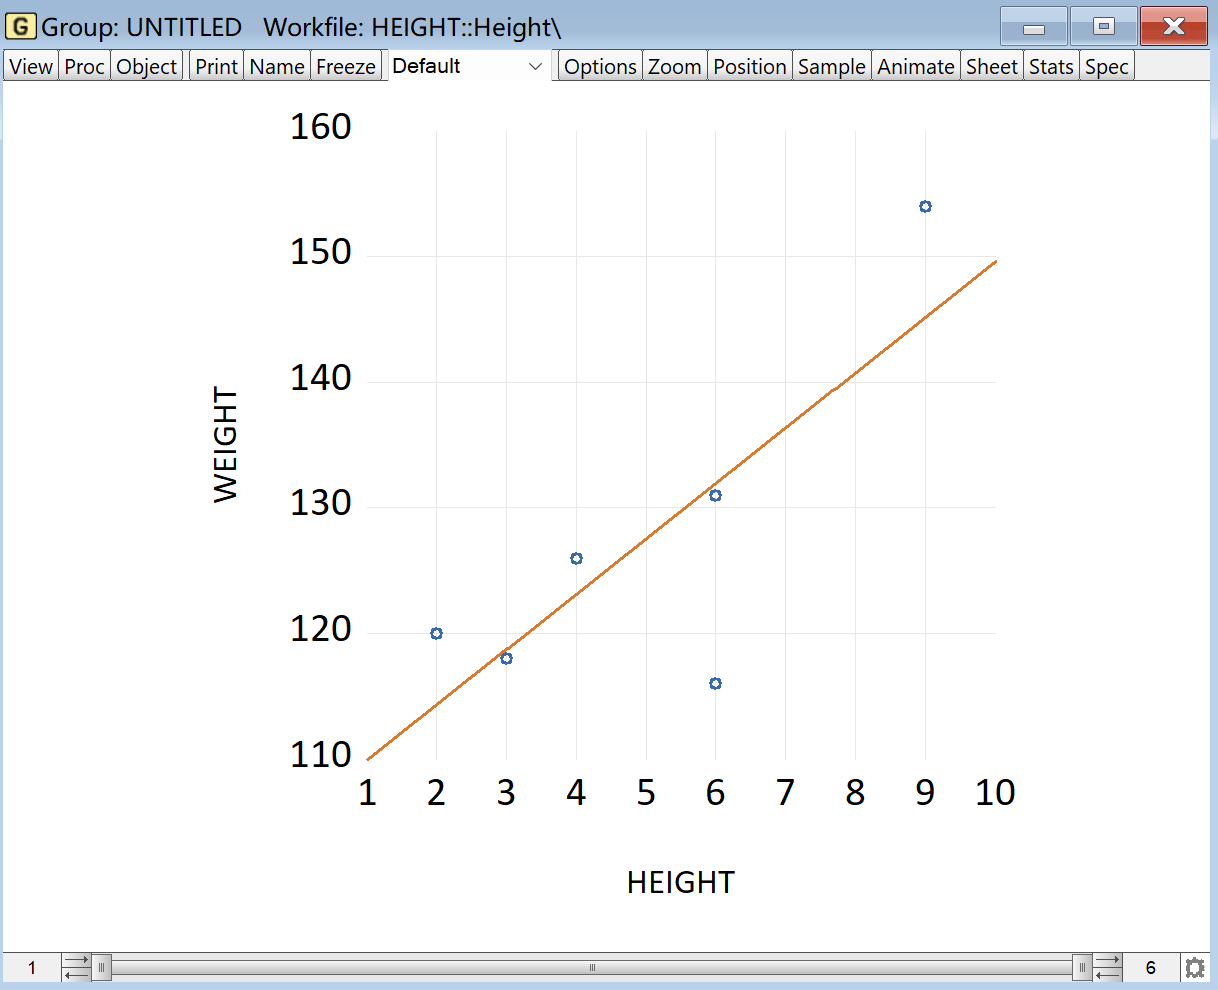 G Group: UNTITLED Workfile: HEIGHT::Height\
View Proc Object Print Name Freeze Default Options Zoom Position Sample Animate Sheet Stats Spec
160
150
140
130
120
110
WEIGHT
1 2 3 4 5 6 7 8 9 10
HEIGHT
1 6